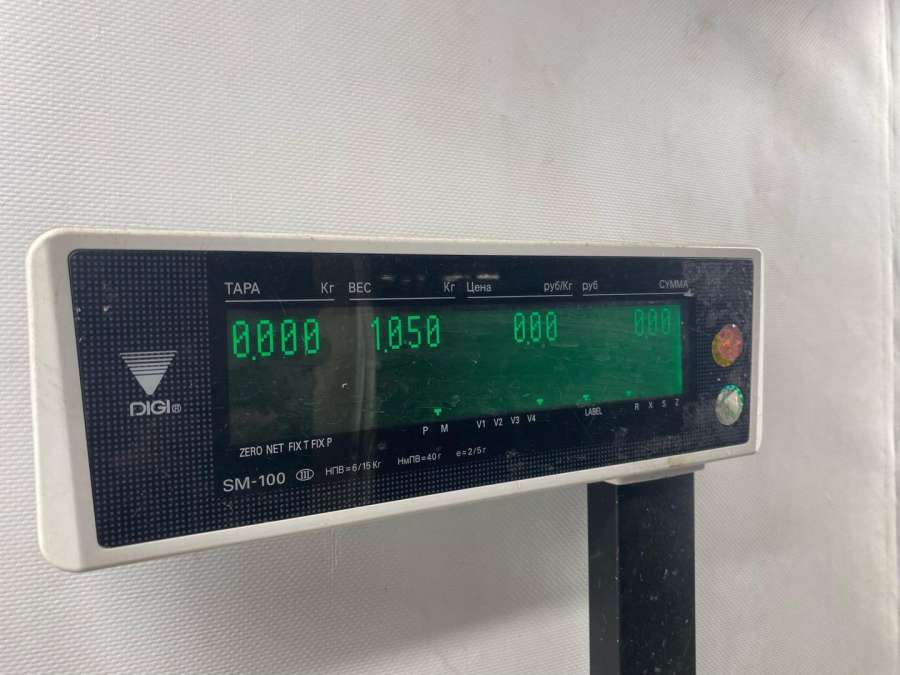 ТАРА Кг ВЕС Кг Цена руб/Кг руб СУММА
0.000 1.050 0.00 0.00
DIGI®
P M V1 V2 V3 V4 LABEL R X S Z
ZERO NET FIX T FIX P
SM-100 III НПВ=6/15 Кг НмПВ=40 г e=2/5 г